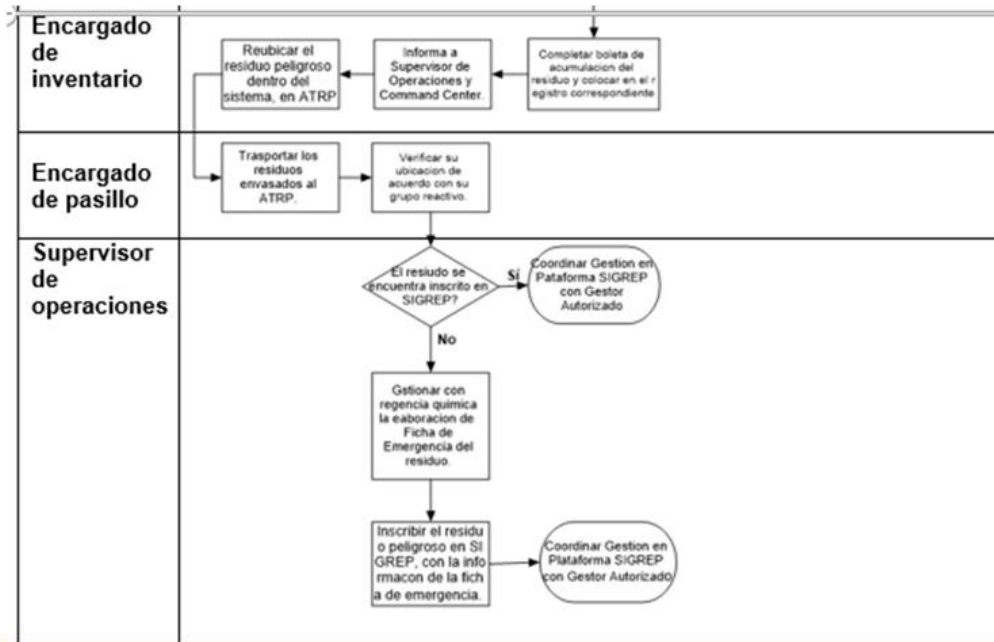 Encargado
de
inventario
Reubicar el
residuo peligroso
dentro del
sistema, en ATRP
Informa a
Supervisor de
Operaciones y
Command Center.
Completar boleta de
acumulacion del
residuo y colocar en el r
egistro correspondiente
Encargado
de pasillo
Trasportar los
residuos
envasados al
ATRP.
Verificar su
ubicacion de
acuerdo con su
grupo reactivo.
Supervisor
de
operaciones
El resiudo se
encuentra inscrito en
SIGREP?
Sí
Coordinar Gestion en
Pataforma SIGREP
con Gestor
Autorizado
No
Gstionar con
regencia quimica
la eaboracion de
Ficha de
Emergencia del
residuo.
Inscribir el residu
o peligroso en SI
GREP, con la info
rmacon de la fich
a de emergencia.
Coordinar Gestion en
Plataforma SIGREP
con Gestor Autorizado